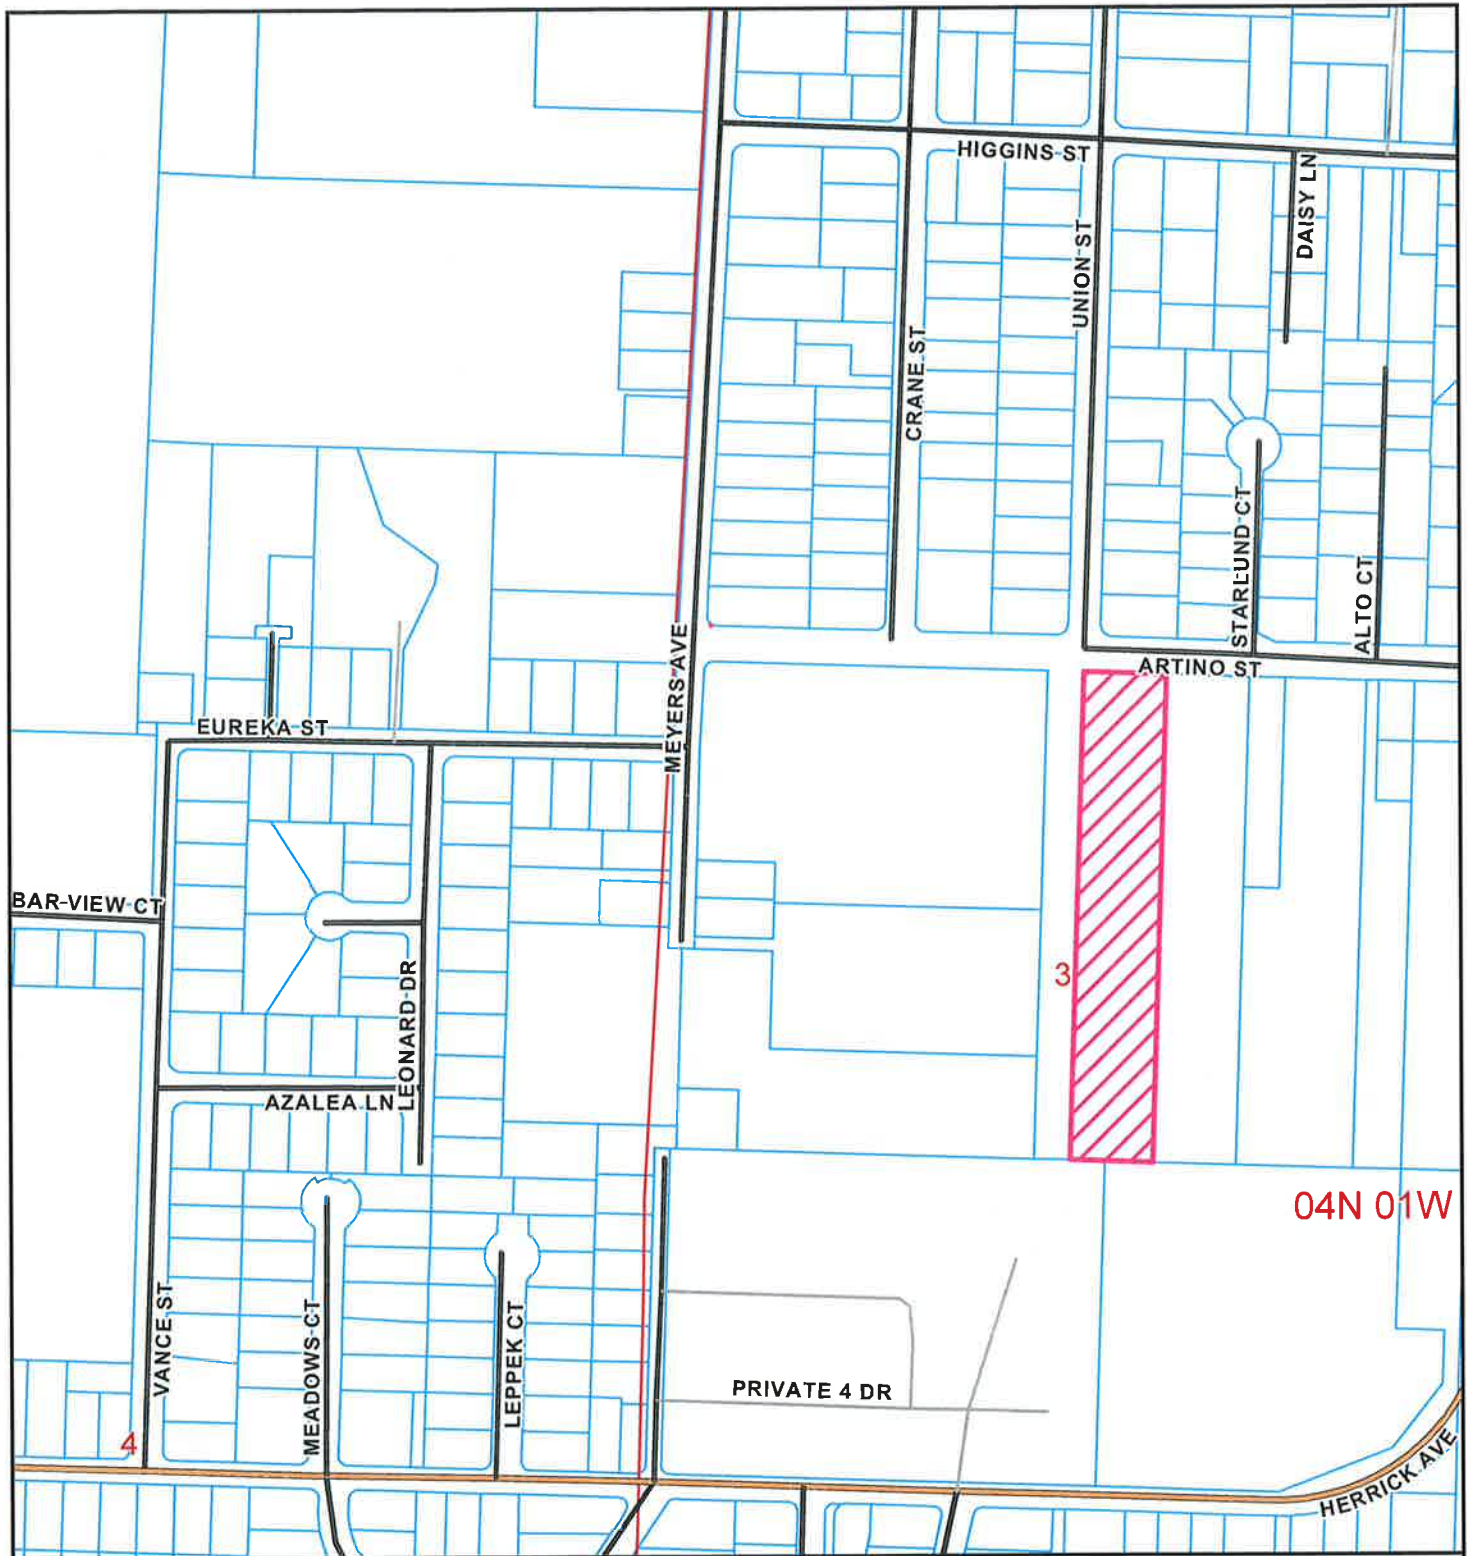 HIGGINS ST
DAISY LN
UNION ST
CRANE ST
STARLUND CT
ALTO CT
ARTINO ST
MEYERS AVE
EUREKA ST
BAR-VIEW CT
LEONARD DR
3
AZALEA LN
04N 01W
VANCE ST
MEADOWS CT
LEPPEK CT
PRIVATE 4 DR
4
HERRICK AVE